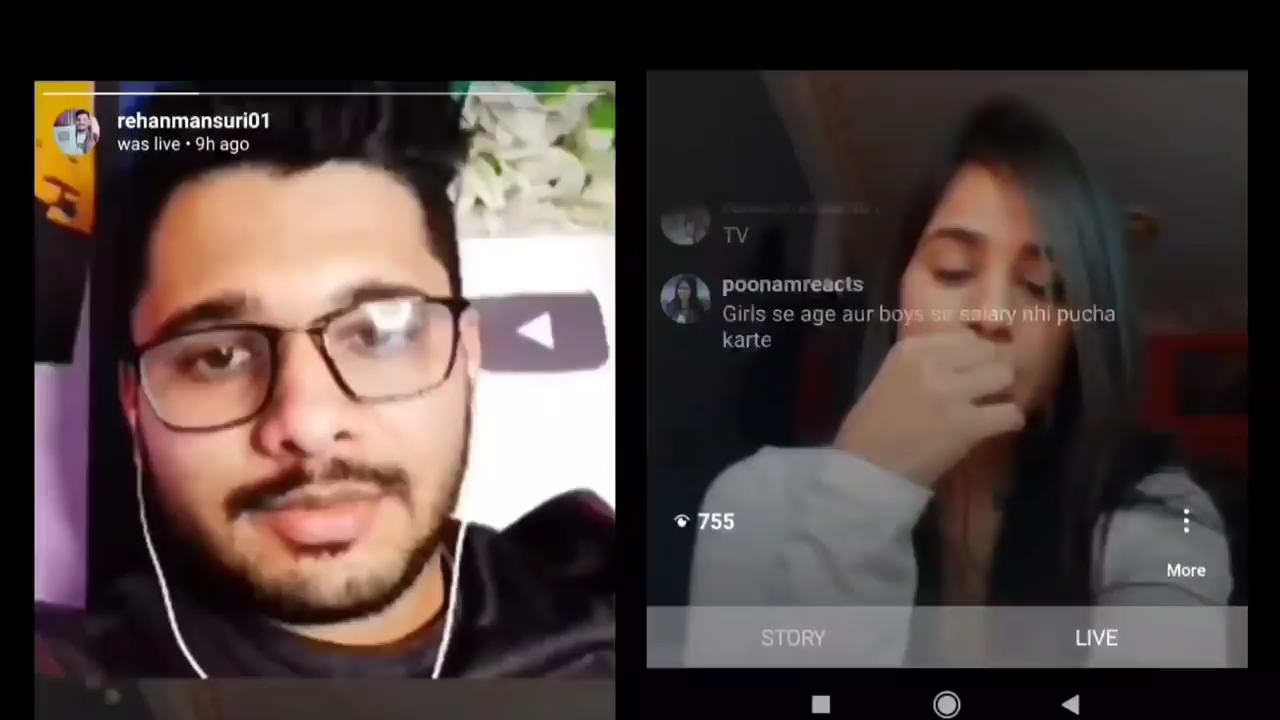 rehanmansuri01
was live • 9h ago
TV
poonamreacts
Girls se age aur boys se salary nhi pucha
karte
755
More
STORY
LIVE